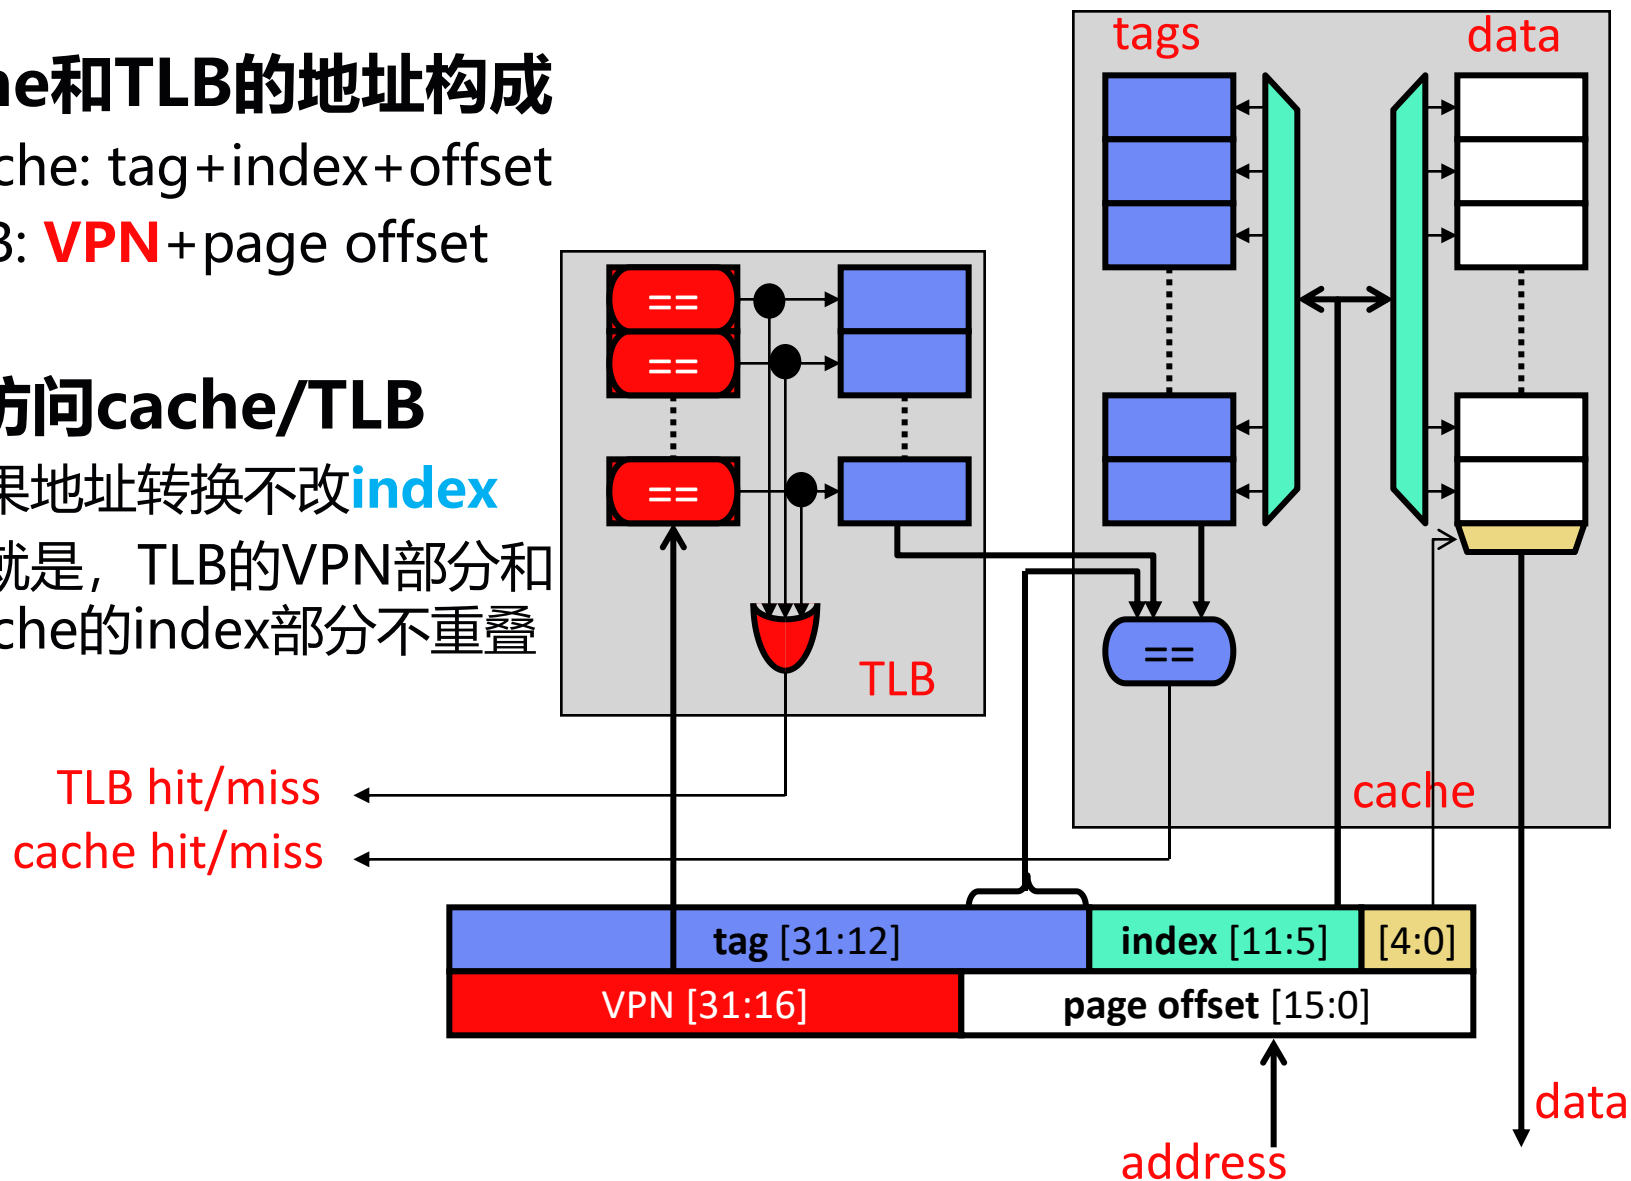 he和TLB的地址构成
che: tag+index+offset
B: VPN+page offset
访问cache/TLB
果地址转换不改index
就是，TLB的VPN部分和
che的index部分不重叠
tags
data
==
==
==
TLB
==
cache
TLB hit/miss
cache hit/miss
tag [31:12]
index [11:5]
[4:0]
VPN [31:16]
page offset [15:0]
data
address